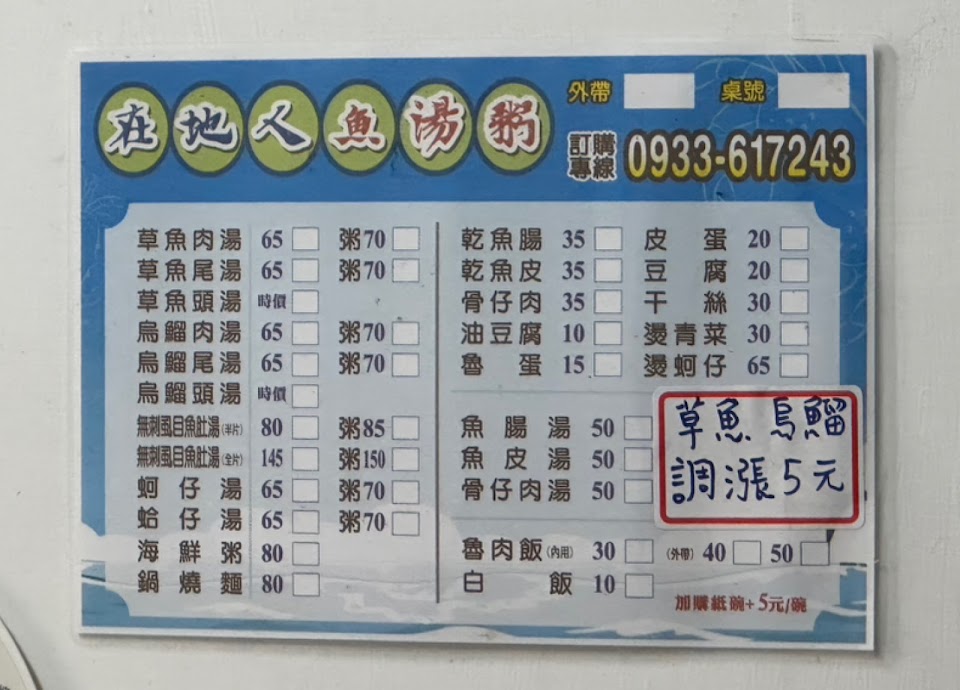 在地人魚湯粥
外帶 桌號
訂購專線 0933-617243
草魚肉湯 65 粥70
草魚尾湯 65 粥70
草魚頭湯 時價
烏鰡肉湯 65 粥70
烏鰡尾湯 65 粥70
烏鰡頭湯 時價
無刺虱目魚肚湯(半片) 80 粥85
無刺虱目魚肚湯(全片) 145 粥150
蚵仔湯 65 粥70
蛤仔湯 65 粥70
海鮮粥 80
鍋燒麵 80
乾魚腸 35 皮蛋 20
乾魚皮 35 豆腐 20
骨仔肉 35 干絲 30
油豆腐 10 燙青菜 30
魯蛋 15 燙蚵仔 65
魚腸湯 50
魚皮湯 50
骨仔肉湯 50
草魚 烏鰡
調漲5元
魯肉飯(內用) 30 (外帶) 40 50
白飯 10
加購紙碗+5元/碗